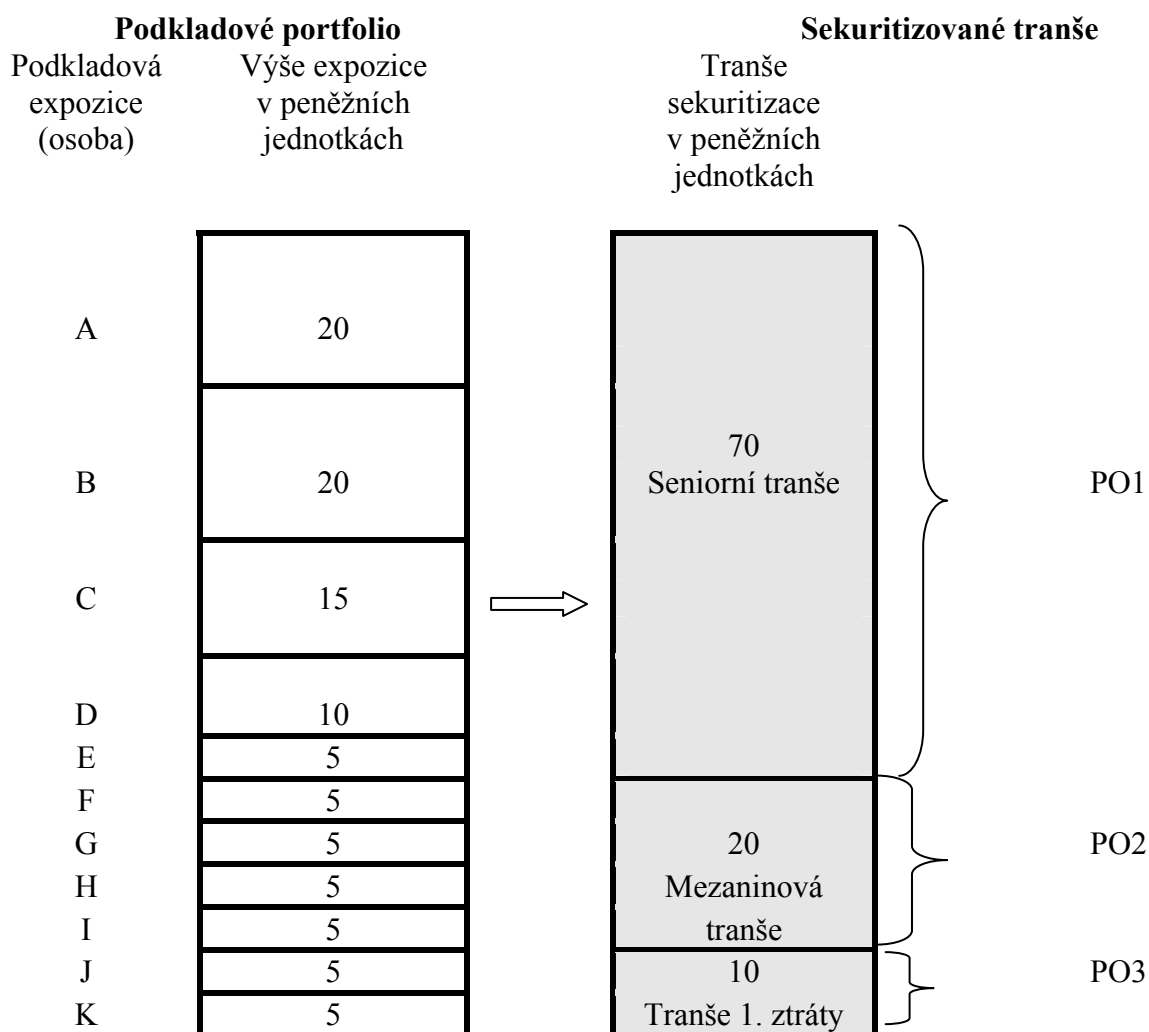 Podkladové portfolio Sekuritizované tranše
Podkladová expozice (osoba)
Výše expozice v peněžních jednotkách
Tranše sekuritizace v peněžních jednotkách
A 20
B 20
70
Seniorní tranše
PO1
C 15
D 10
E 5
F 5
G 5
20
PO2
H 5
Mezaninová
I 5
tranše
J 5
10
PO3
K 5
Tranše 1. ztráty